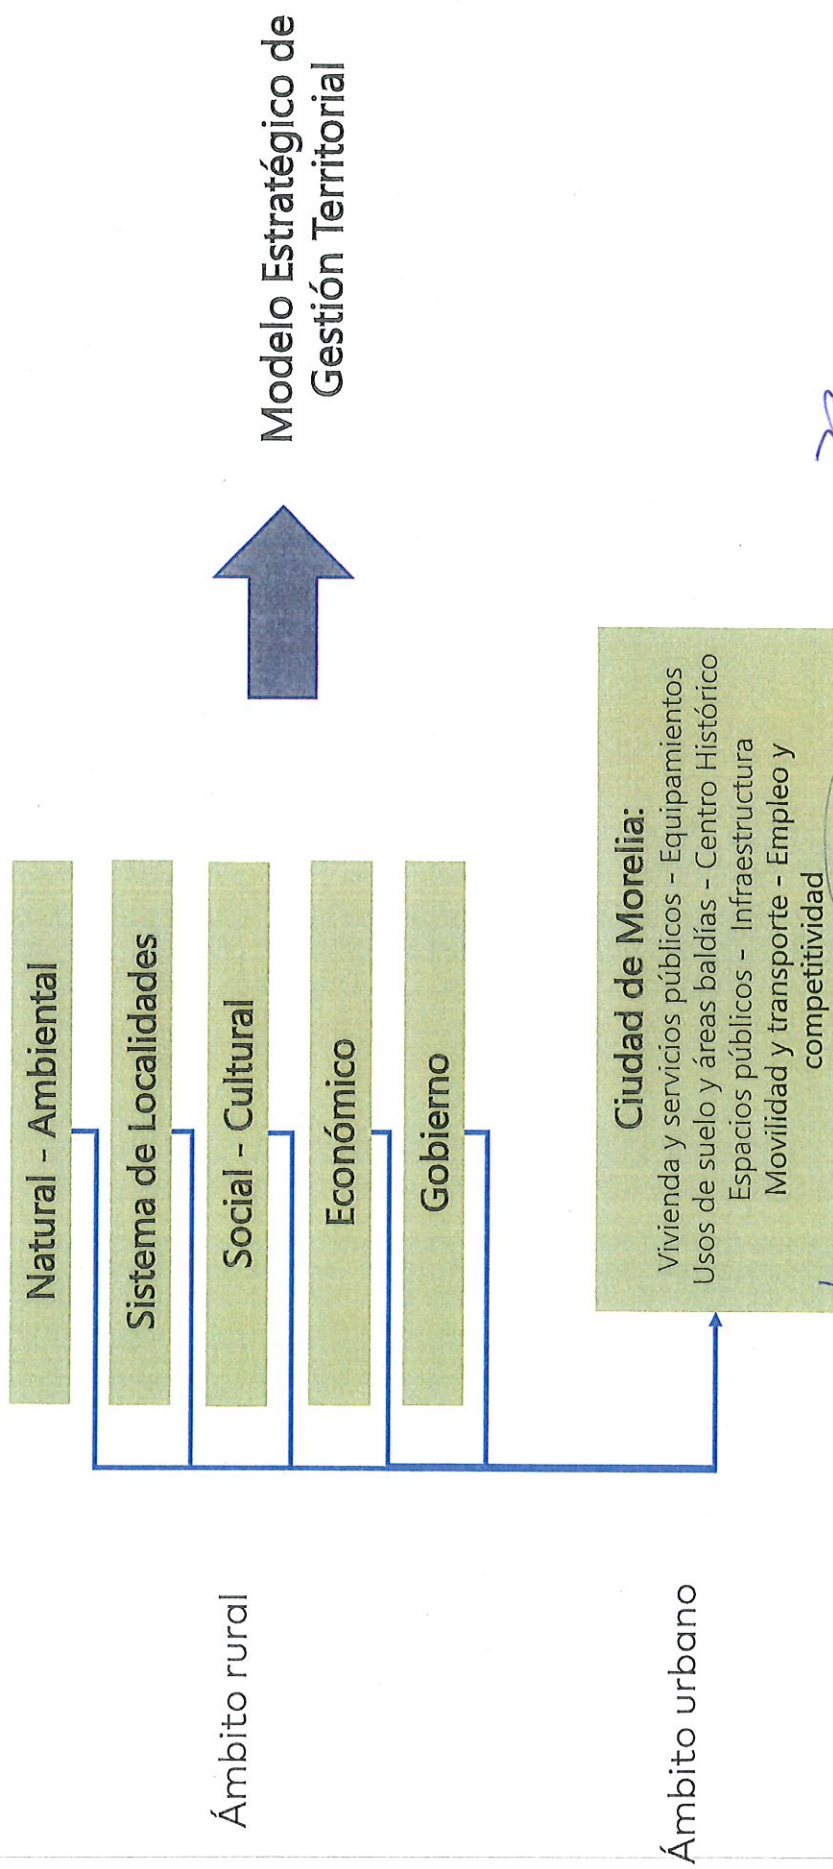 Ámbito rural
Natural - Ambiental
Sistema de Localidades
Social - Cultural
Económico
Gobierno
Modelo Estratégico de
Gestión Territorial
Ámbito urbano
Ciudad de Morelia:
Vivienda y servicios públicos - Equipamientos
Usos de suelo y áreas baldías - Centro Histórico
Espacios públicos - Infraestructura
Movilidad y transporte - Empleo y
competitividad